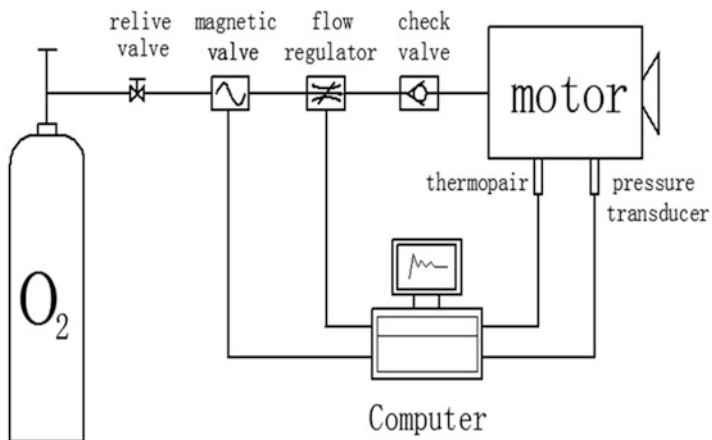 relive
valve
magnetic
valve
flow
regulator
check
valve
motor
thermopair
pressure
transducer
O₂
Computer